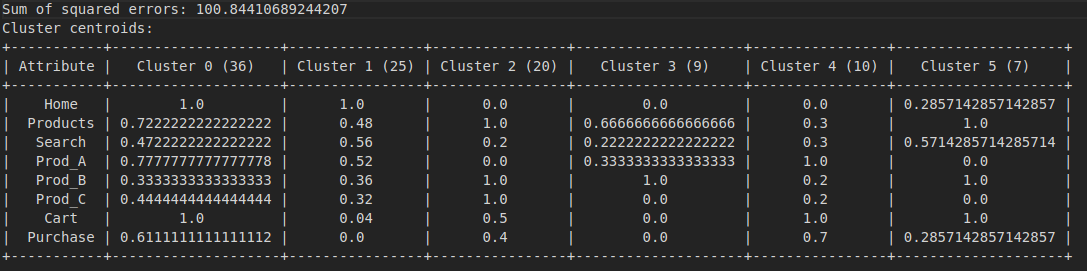 Sum of squared errors: 100.84410689244207
Cluster centroids:
+-----------+--------------------+----------------+----------------+--------------------+----------------+--------------------+
| Attribute |   Cluster 0 (36)   | Cluster 1 (25) | Cluster 2 (20) |   Cluster 3 (9)    | Cluster 4 (10) |   Cluster 5 (7)    |
+-----------+--------------------+----------------+----------------+--------------------+----------------+--------------------+
|    Home   |        1.0         |      1.0       |      0.0       |        0.0         |      0.0       | 0.2857142857142857 |
|  Products | 0.7222222222222222 |      0.48      |      1.0       | 0.6666666666666666 |      0.3       |        1.0         |
|   Search  | 0.4722222222222222 |      0.56      |      0.2       | 0.2222222222222222 |      0.3       | 0.5714285714285714 |
|   Prod_A  | 0.7777777777777778 |      0.52      |      0.0       | 0.3333333333333333 |      1.0       |        0.0         |
|   Prod_B  | 0.3333333333333333 |      0.36      |      1.0       |        1.0         |      0.2       |        1.0         |
|   Prod_C  | 0.4444444444444444 |      0.32      |      1.0       |        0.0         |      0.2       |        0.0         |
|    Cart   |        1.0         |      0.04      |      0.5       |        0.0         |      1.0       |        1.0         |
|  Purchase | 0.6111111111111112 |      0.0       |      0.4       |        0.0         |      0.7       | 0.2857142857142857 |
+-----------+--------------------+----------------+----------------+--------------------+----------------+--------------------+